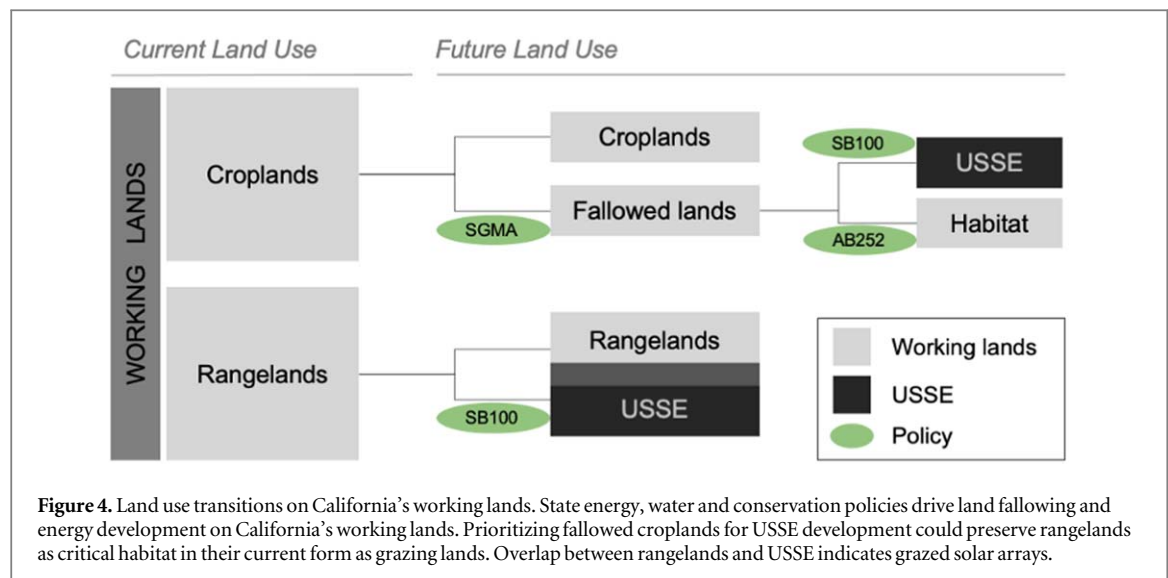 Current Land Use
Future Land Use
WORKING LANDS
Croplands
Croplands
SGMA
Fallowed lands
SB100
USSE
AB252
Habitat
Rangelands
Rangelands
SB100
USSE
Working lands
USSE
Policy
Figure 4. Land use transitions on California's working lands. State energy, water and conservation policies drive land fallowing and
energy development on California's working lands. Prioritizing fallowed croplands for USSE development could preserve rangelands
as critical habitat in their current form as grazing lands. Overlap between rangelands and USSE indicates grazed solar arrays.